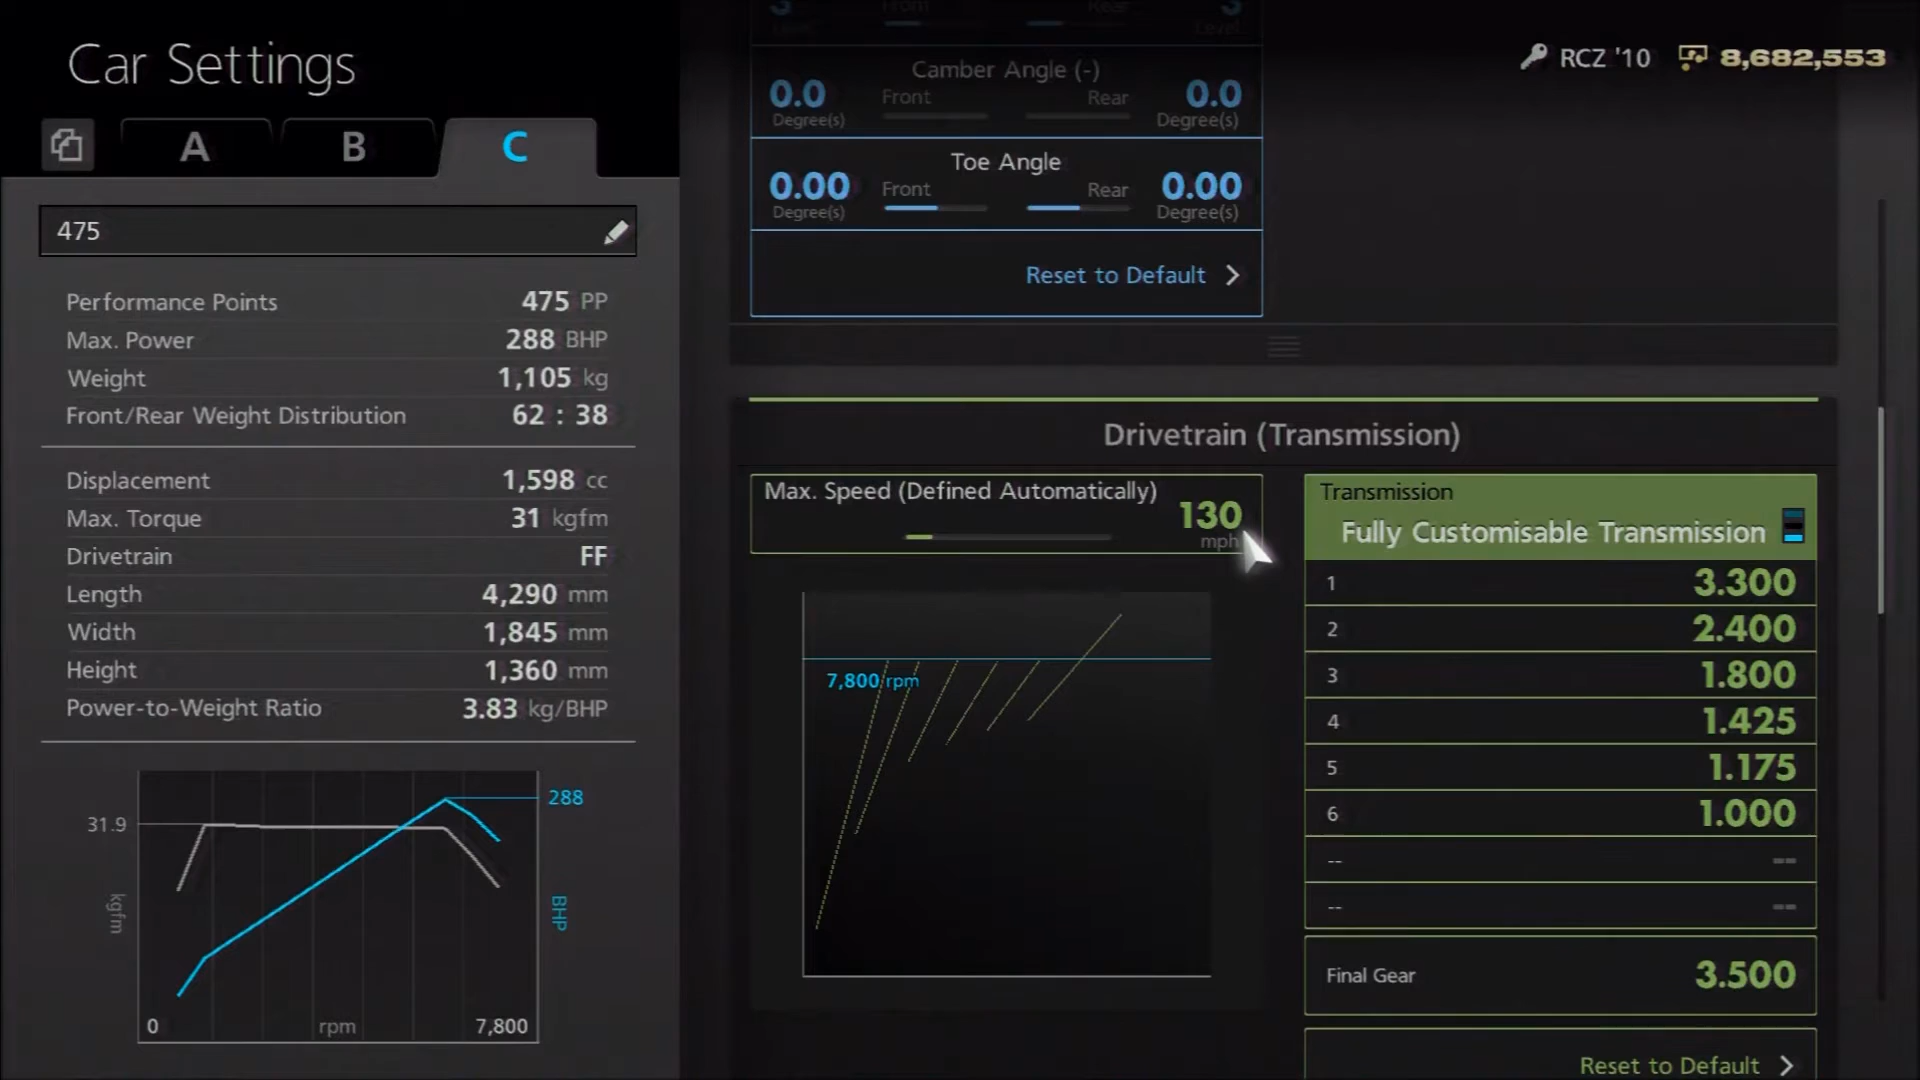 Car Settings
RCZ '10
8,682,553
A
B
C
475
Performance Points 475 PP
Max. Power 288 BHP
Weight 1,105 kg
Front/Rear Weight Distribution 62 : 38
Displacement 1,598 cc
Max. Torque 31 kgfm
Drivetrain FF
Length 4,290 mm
Width 1,845 mm
Height 1,360 mm
Power-to-Weight Ratio 3.83 kg/BHP
288
31.9
kgfm
BHP
0 rpm 7,800
3 Front Rear 3
Level Level
Camber Angle (-)
0.0 Front Rear 0.0
Degree(s) Degree(s)
Toe Angle
0.00 Front Rear 0.00
Degree(s) Degree(s)
Reset to Default
Drivetrain (Transmission)
Max. Speed (Defined Automatically)
130
mph
7,800 rpm
Transmission
Fully Customisable Transmission
1 3.300
2 2.400
3 1.800
4 1.425
5 1.175
6 1.000
-- --
-- --
Final Gear 3.500
Reset to Default